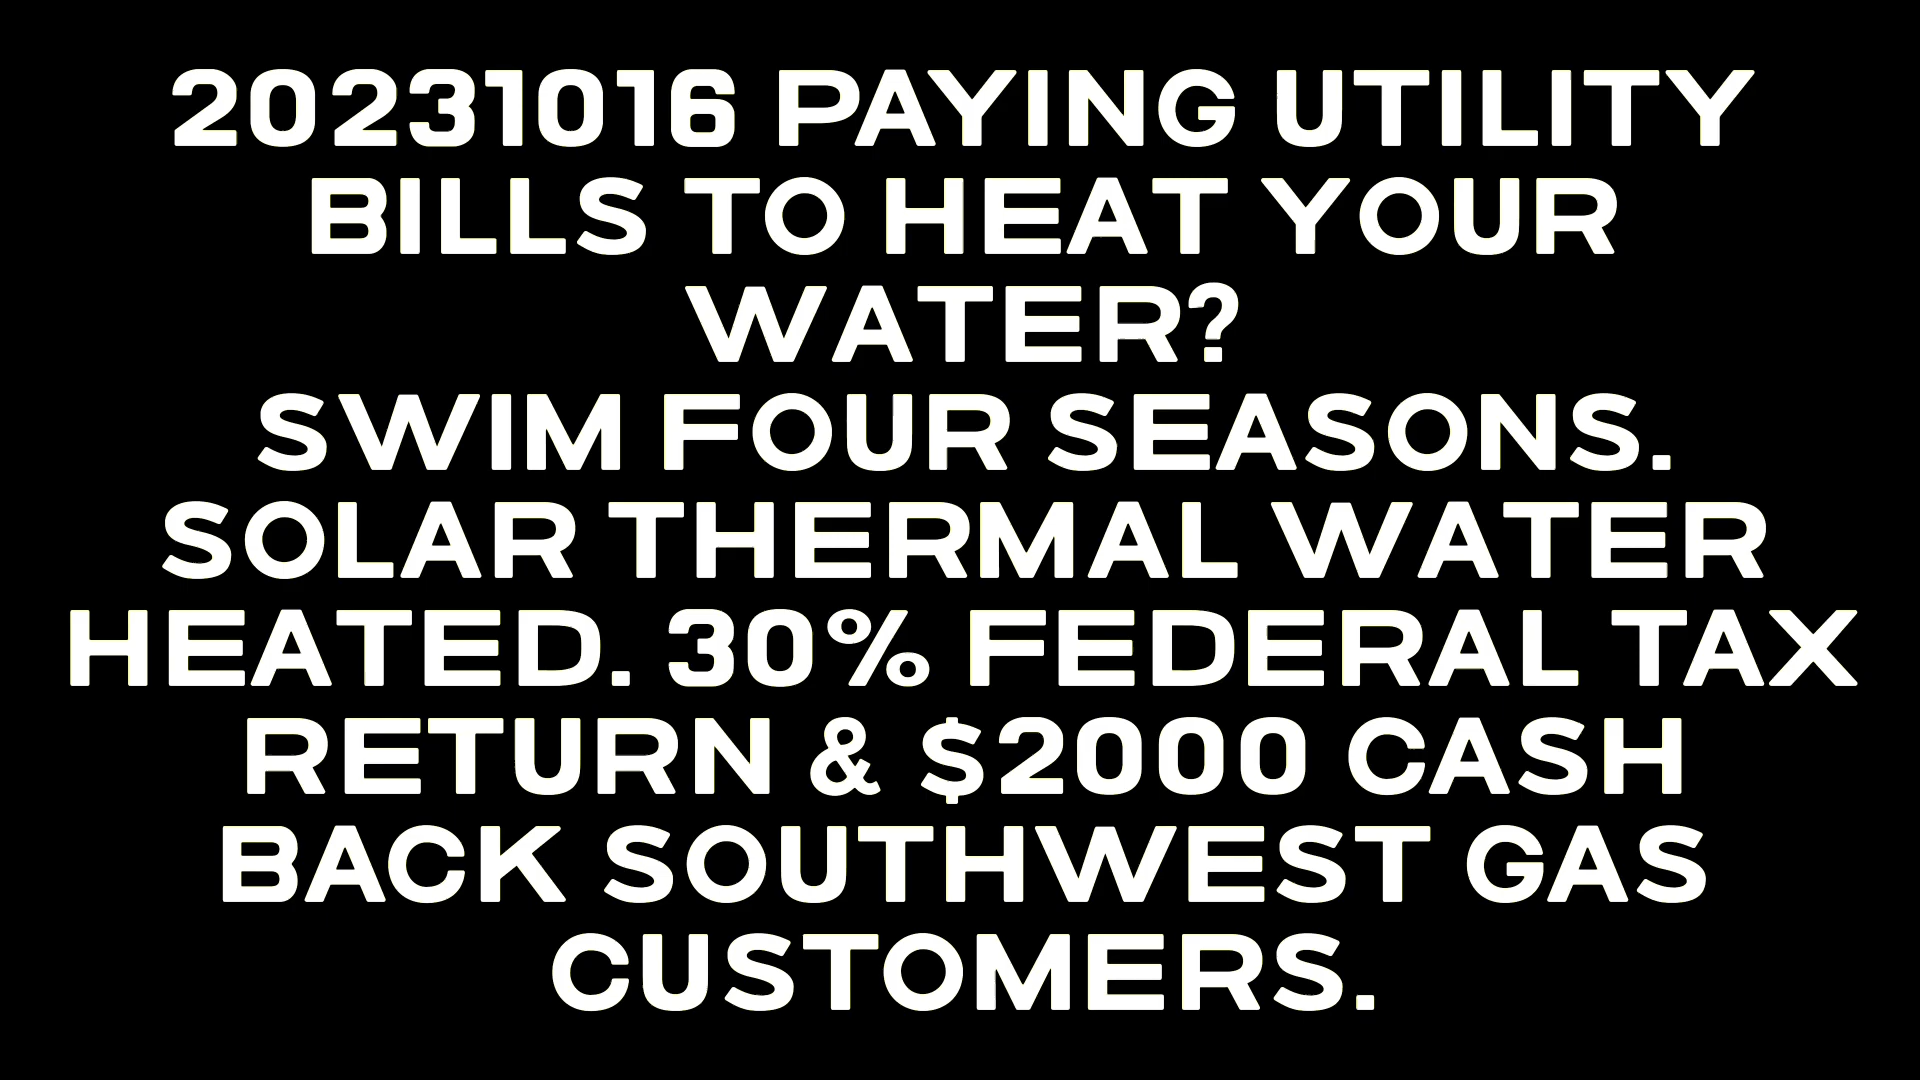 20231016 PAYING UTILITY
BILLS TO HEAT YOUR
WATER?
SWIM FOUR SEASONS.
SOLAR THERMAL WATER
HEATED. 30% FEDERAL TAX
RETURN & $2000 CASH
BACK SOUTHWEST GAS
CUSTOMERS.